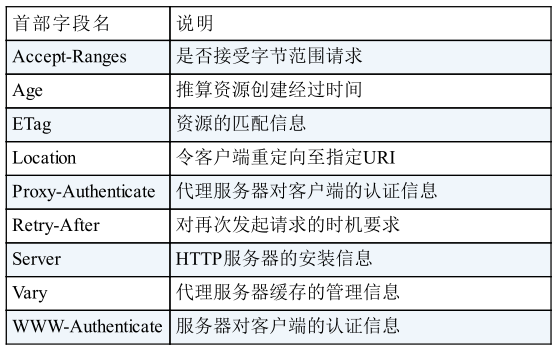 首部字段名 说明
Accept-Ranges 是否接受字节范围请求
Age 推算资源创建经过时间
ETag 资源的匹配信息
Location 令客户端重定向至指定URI
Proxy-Authenticate 代理服务器对客户端的认证信息
Retry-After 对再次发起请求的时机要求
Server HTTP服务器的安装信息
Vary 代理服务器缓存的管理信息
WWW-Authenticate 服务器对客户端的认证信息